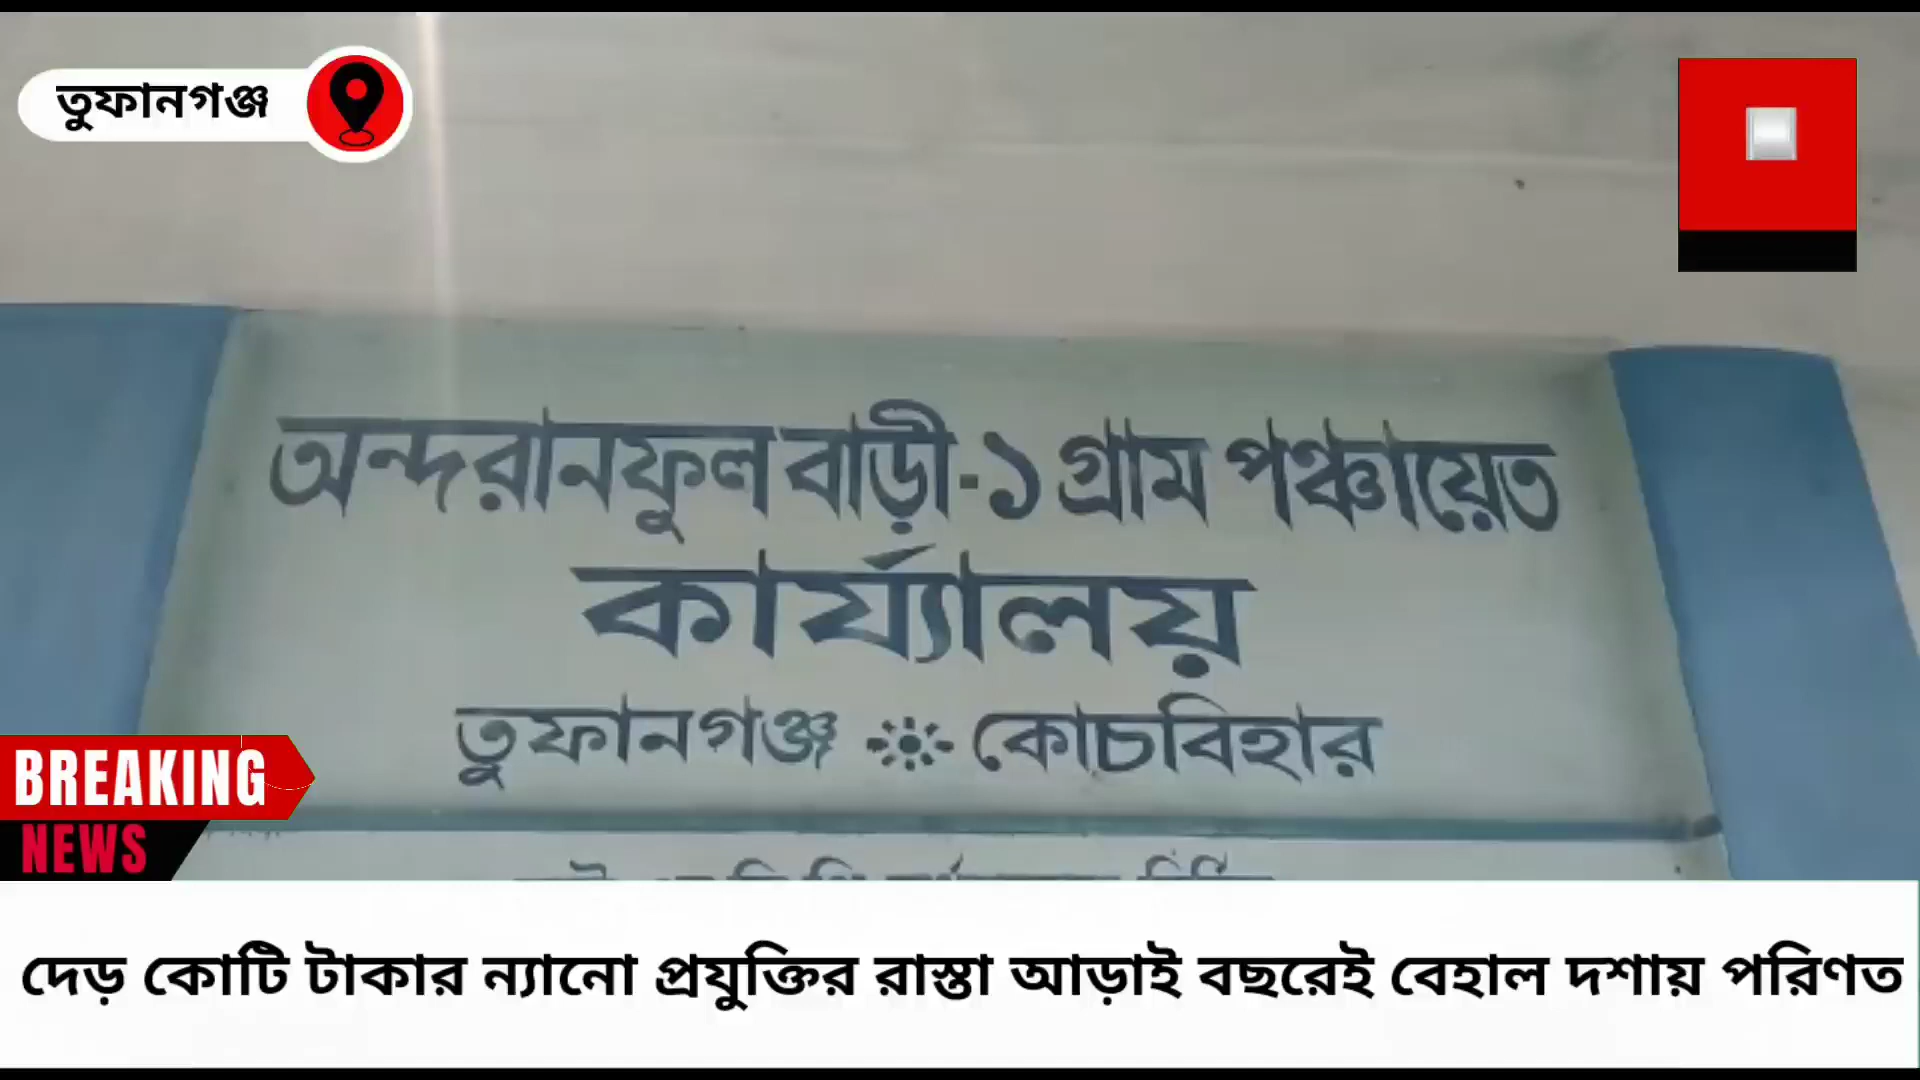 তুফানগঞ্জ
অন্দরানফুলবাড়ী-১ গ্রাম পঞ্চায়েত
কার্য্যালয়
তুফানগঞ্জ কোচবিহার
BREAKING
NEWS
দেড় কোটি টাকার ন্যানো প্রযুক্তির রাস্তা আড়াই বছরেই বেহাল দশায় পরিণত